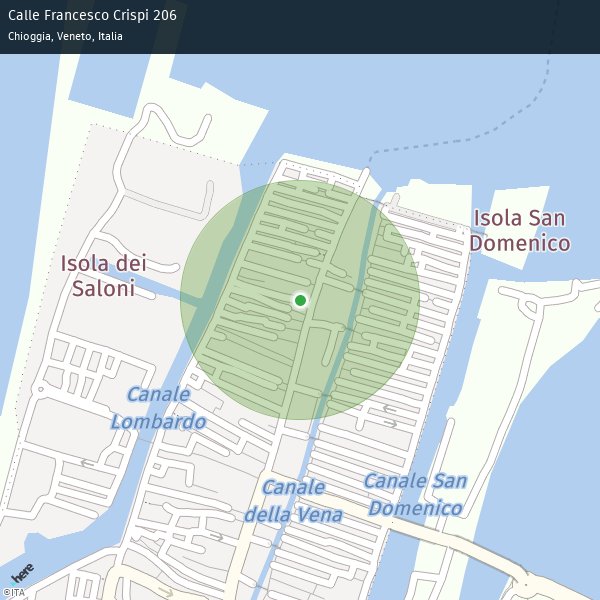 Calle Francesco Crispi 206
Chioggia, Veneto, Italia
Isola San
Domenico
Isola dei
Saloni
Canale
Lombardo
Canale San
Domenico
Canale
della Vena
here
©ITA